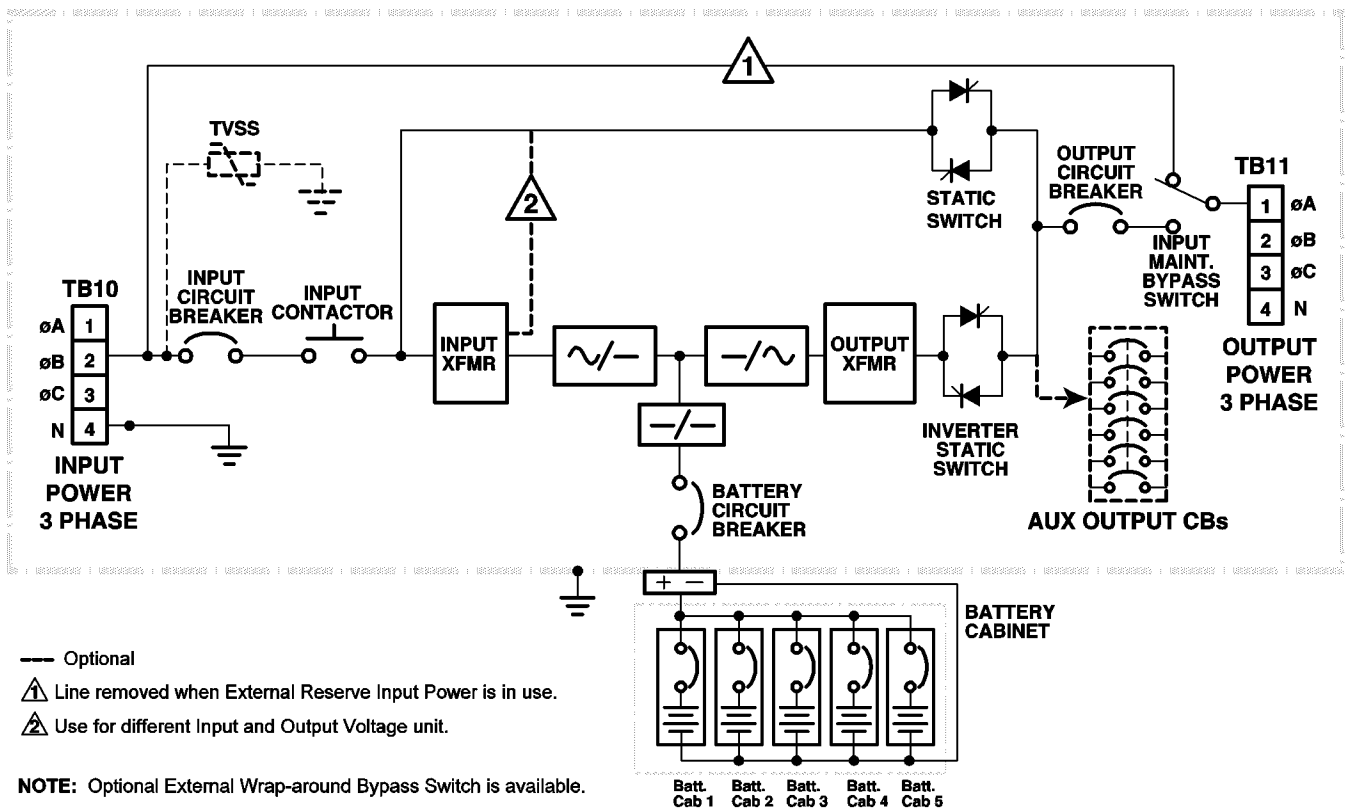 1
TVSS
2
STATIC
SWITCH
OUTPUT
CIRCUIT
BREAKER
TB11
1 øA
2 øB
3 øC
4 N
INPUT
MAINT.
BYPASS
SWITCH
OUTPUT
POWER
3 PHASE
TB10
øA 1
øB 2
øC 3
N 4
INPUT
POWER
3 PHASE
INPUT
CIRCUIT
BREAKER
INPUT
CONTACTOR
INPUT
XFMR
OUTPUT
XFMR
INVERTER
STATIC
SWITCH
AUX OUTPUT CBs
BATTERY
CIRCUIT
BREAKER
+ −
BATTERY
CABINET
Batt.
Cab 1
Batt.
Cab 2
Batt.
Cab 3
Batt.
Cab 4
Batt.
Cab 5
Optional
1 Line removed when External Reserve Input Power is in use.
2 Use for different Input and Output Voltage unit.
NOTE: Optional External Wrap-around Bypass Switch is available.